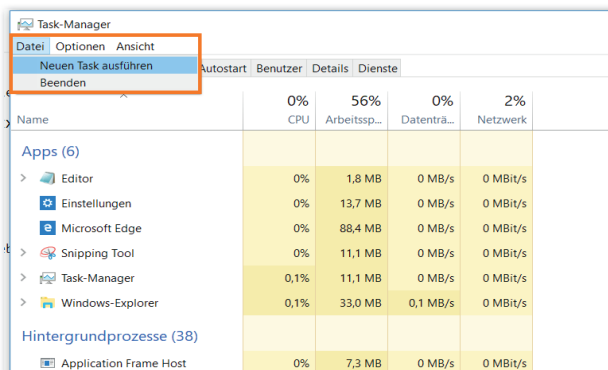 Task-Manager
Datei Optionen Ansicht
Neuen Task ausführen
Beenden
Autostart Benutzer Details Dienste
0% 56% 0% 2%
Name CPU Arbeitssp... Datenträ... Netzwerk
Apps (6)
Editor 0% 1,8 MB 0 MB/s 0 MBit/s
Einstellungen 0% 13,7 MB 0 MB/s 0 MBit/s
Microsoft Edge 0% 88,4 MB 0 MB/s 0 MBit/s
Snipping Tool 0% 11,1 MB 0 MB/s 0 MBit/s
Task-Manager 0,1% 11,1 MB 0 MB/s 0 MBit/s
Windows-Explorer 0,1% 33,0 MB 0,1 MB/s 0 MBit/s
Hintergrundprozesse (38)
Application Frame Host 0% 7,3 MB 0 MB/s 0 MBit/s